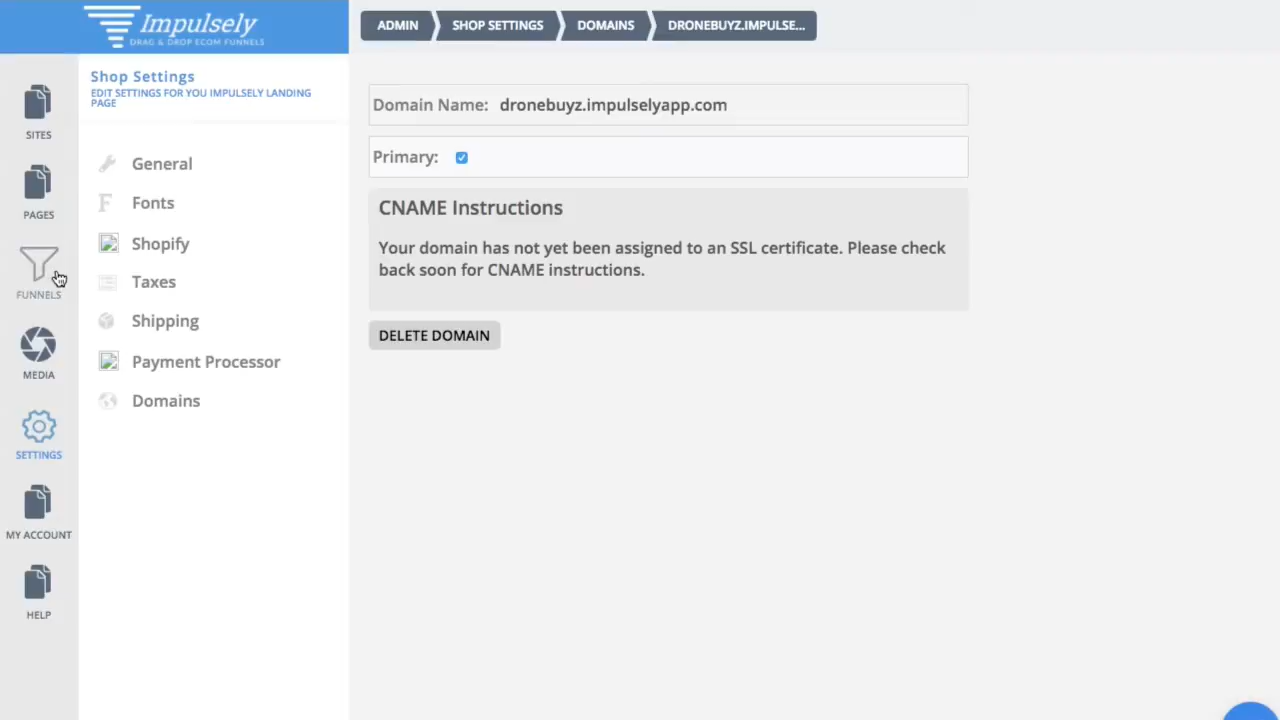 Impulsely
DRAG & DROP ECOM FUNNELS
ADMIN
SHOP SETTINGS
DOMAINS
DRONEBUYZ.IMPULSE...
SITES
PAGES
FUNNELS
MEDIA
SETTINGS
MY ACCOUNT
HELP
Shop Settings
EDIT SETTINGS FOR YOU IMPULSELY LANDING
PAGE
General
Fonts
Shopify
Taxes
Shipping
Payment Processor
Domains
Domain Name: dronebuyz.impulselyapp.com
Primary:
CNAME Instructions
Your domain has not yet been assigned to an SSL certificate. Please check
back soon for CNAME instructions.
DELETE DOMAIN